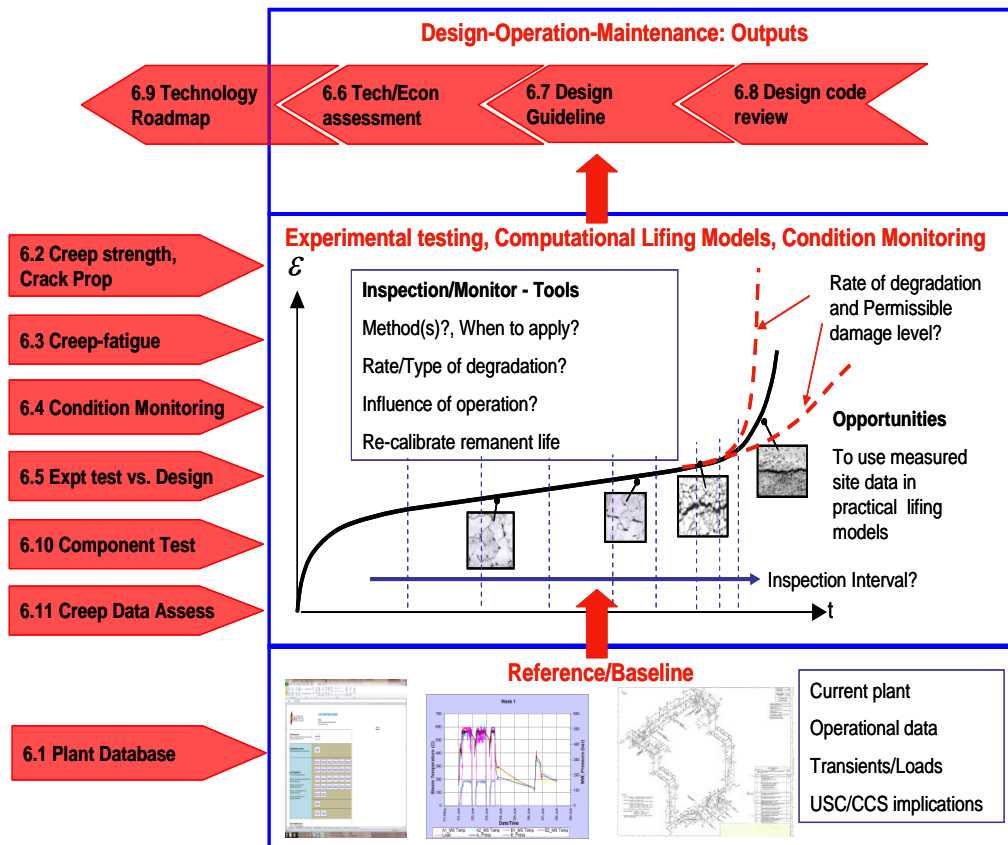 Design-Operation-Maintenance: Outputs
6.9 Technology
Roadmap
6.6 Tech/Econ
assessment
6.7 Design
Guideline
6.8 Design code
review
6.2 Creep strength,
Crack Prop
6.3 Creep-fatigue
6.4 Condition Monitoring
6.5 Expt test vs. Design
6.10 Component Test
6.11 Creep Data Assess
Experimental testing, Computational Lifing Models, Condition Monitoring
ε
Inspection/Monitor - Tools
Method(s)?, When to apply?
Rate/Type of degradation?
Influence of operation?
Re-calibrate remanent life
Rate of degradation
and Permissible
damage level?
Opportunities
To use measured
site data in
practical lifing
models
Inspection Interval?
t
6.1 Plant Database
Reference/Baseline
Week 1
Steam Temperature (C)
Date/Time
Current plant
Operational data
Transients/Loads
USC/CCS implications